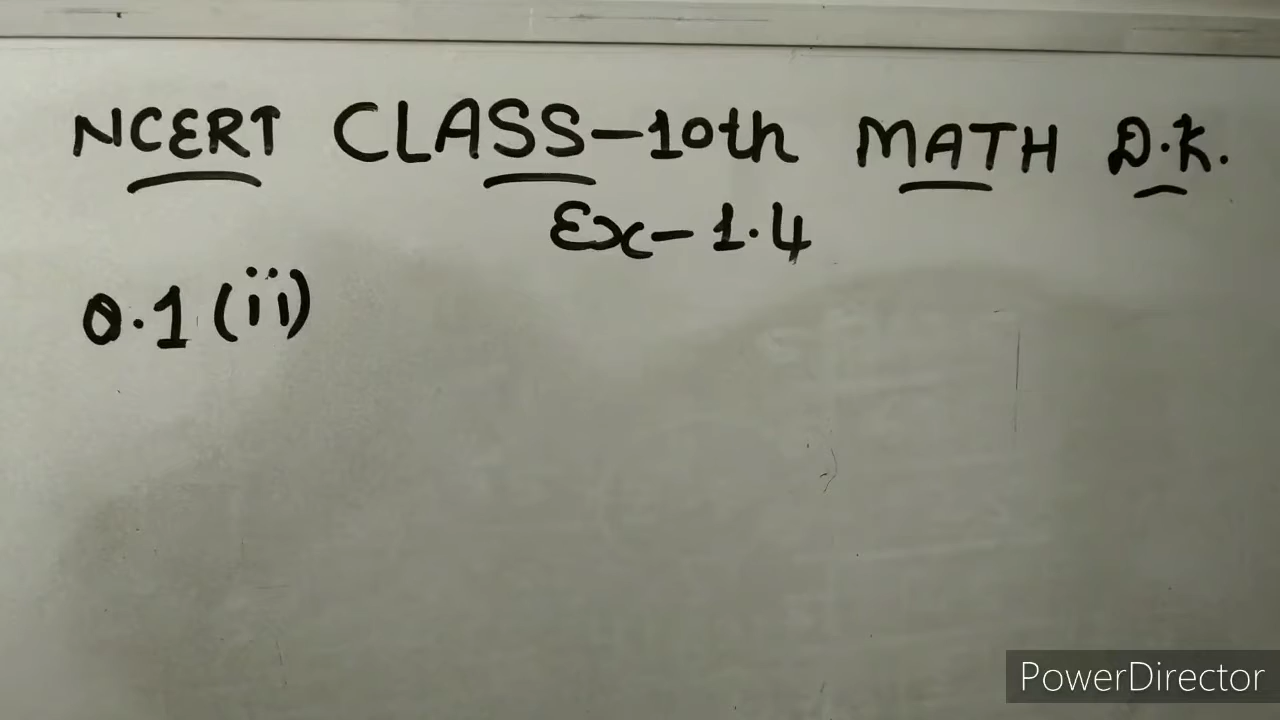 NCERT CLASS-10th MATH D.K.
Ex-1.4
Q.1 (ii)
PowerDirector